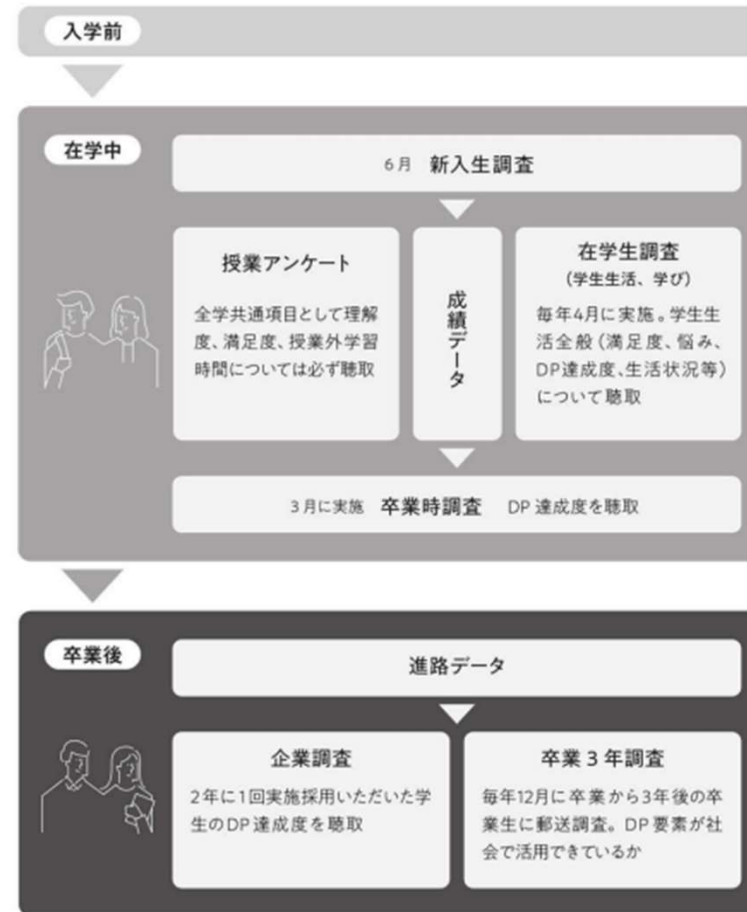 入学前
在学中
6月 新入生調査
授業アンケート
全学共通項目として理解
度、満足度、授業外学習
時間については必ず聴取
成績データ
在学生調査
(学生生活、学び)
毎年4月に実施。学生生
活全般(満足度、悩み、
DP達成度、生活状況等)
について聴取
3月に実施 卒業時調査 DP 達成度を聴取
卒業後
進路データ
企業調査
2年に1回実施採用いただいた学
生のDP達成度を聴取
卒業 3 年調査
毎年12月に卒業から3年後の卒
業生に郵送調査。DP 要素が社
会で活用できているか